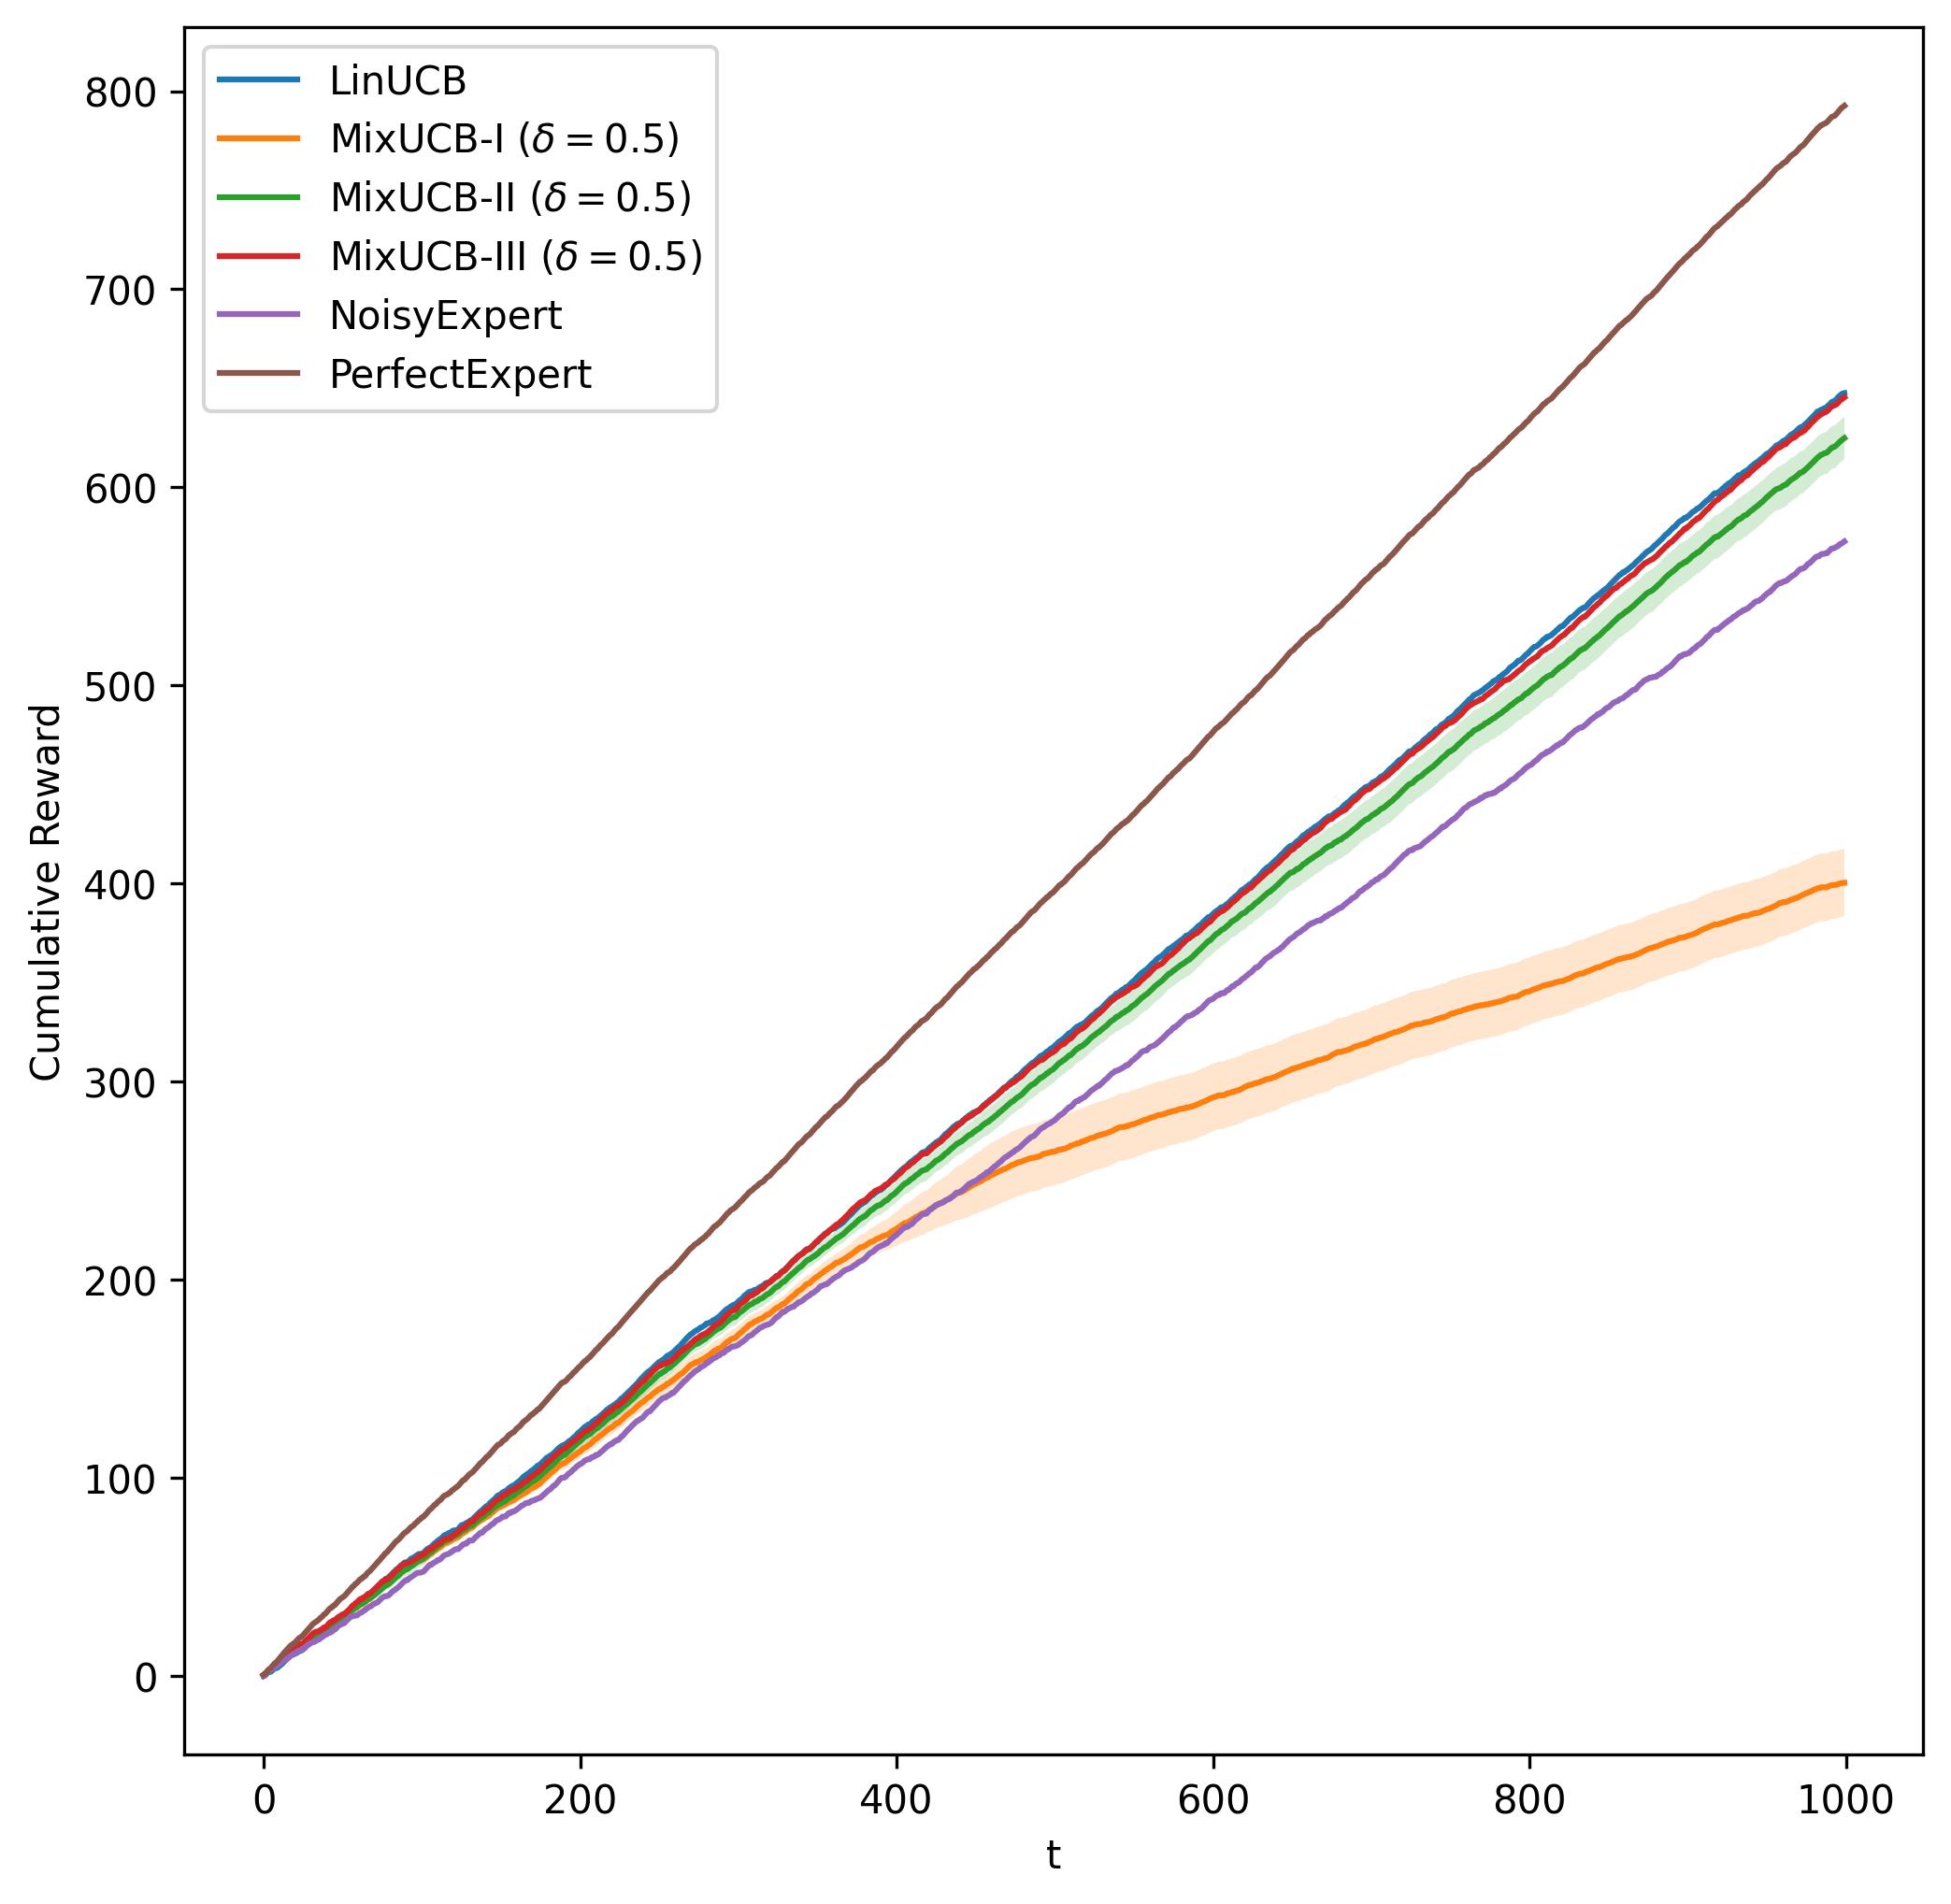 LinUCB
MixUCB-I (δ = 0.5)
MixUCB-II (δ = 0.5)
MixUCB-III (δ = 0.5)
NoisyExpert
PerfectExpert
Cumulative Reward
800
700
600
500
400
300
200
100
0
0 200 400 600 800 1000
t